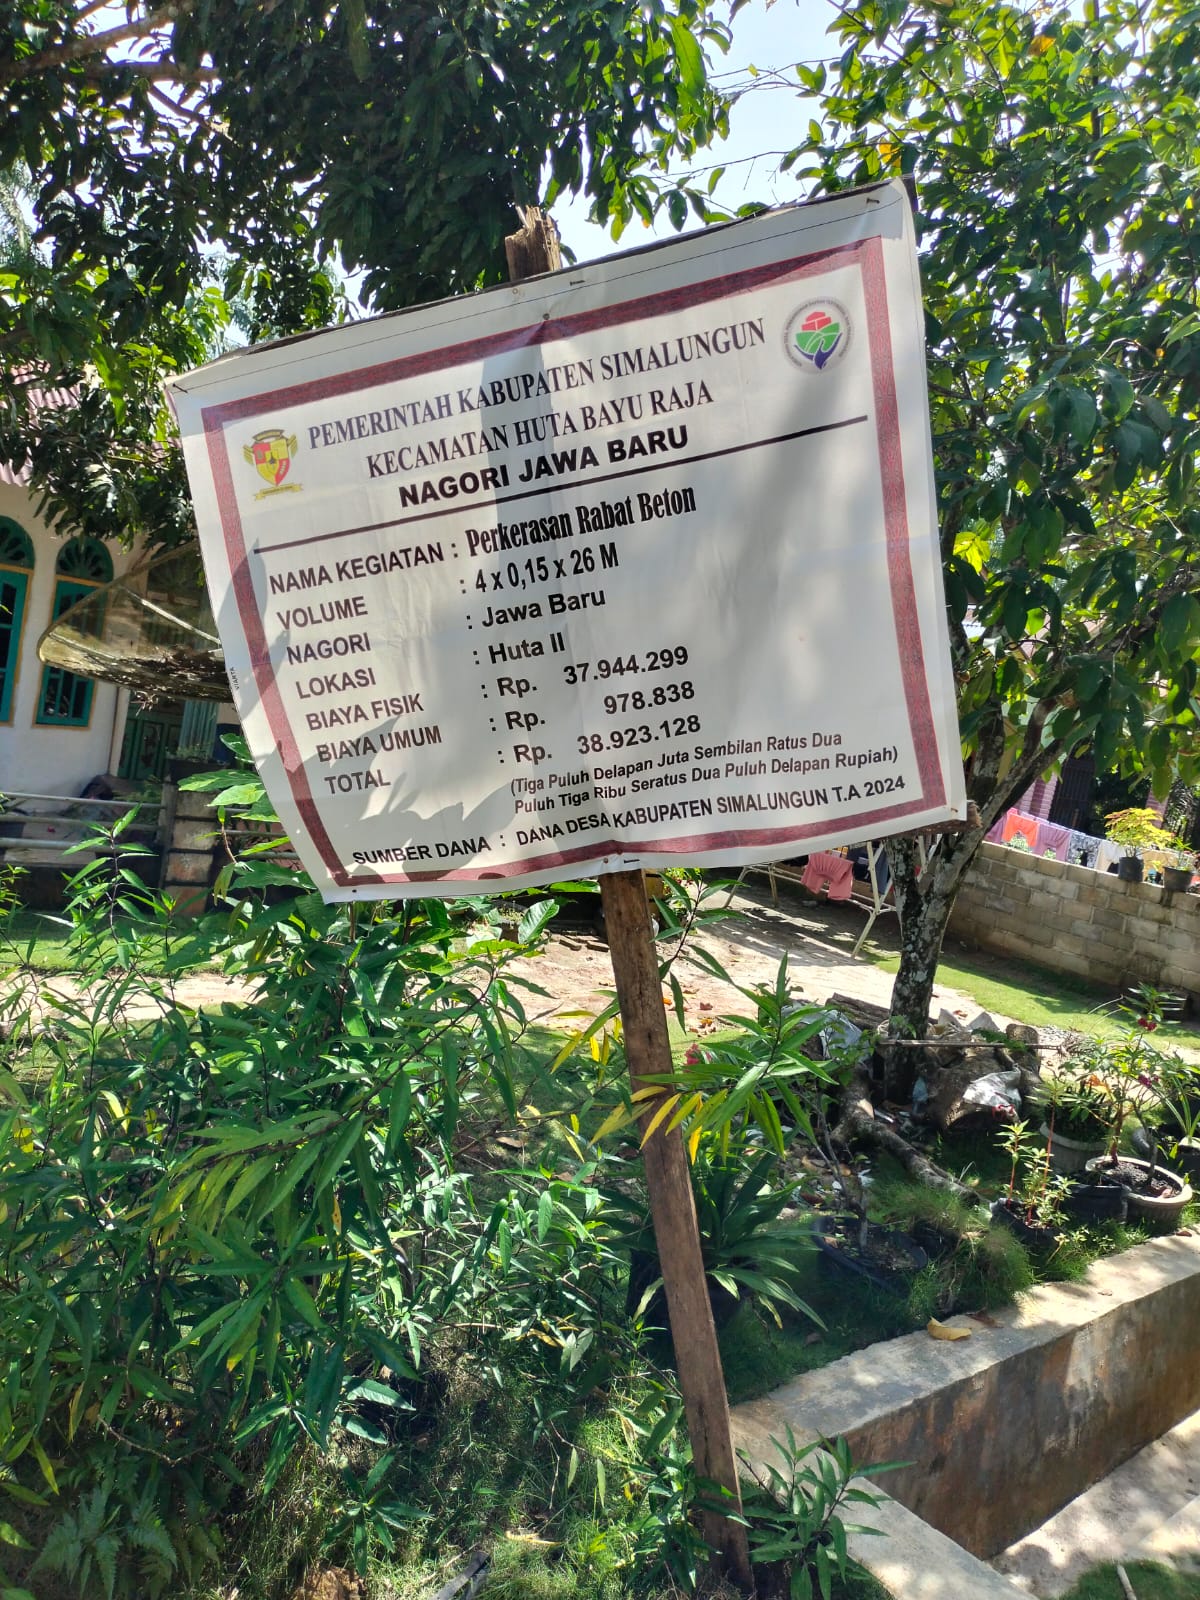 PEMERINTAH KABUPATEN SIMALUNGUN
KECAMATAN HUTA BAYU RAJA
NAGORI JAWA BARU
NAMA KEGIATAN : Perkerasan Rabat Beton
VOLUME : 4 x 0,15 x 26 M
NAGORI : Jawa Baru
LOKASI : Huta II
BIAYA FISIK : Rp. 37.944.299
BIAYA UMUM : Rp. 978.838
TOTAL : Rp. 38.923.128
(Tiga Puluh Delapan Juta Sembilan Ratus Dua
Puluh Tiga Ribu Seratus Dua Puluh Delapan Rupiah)
SUMBER DANA : DANA DESA KABUPATEN SIMALUNGUN T.A 2024